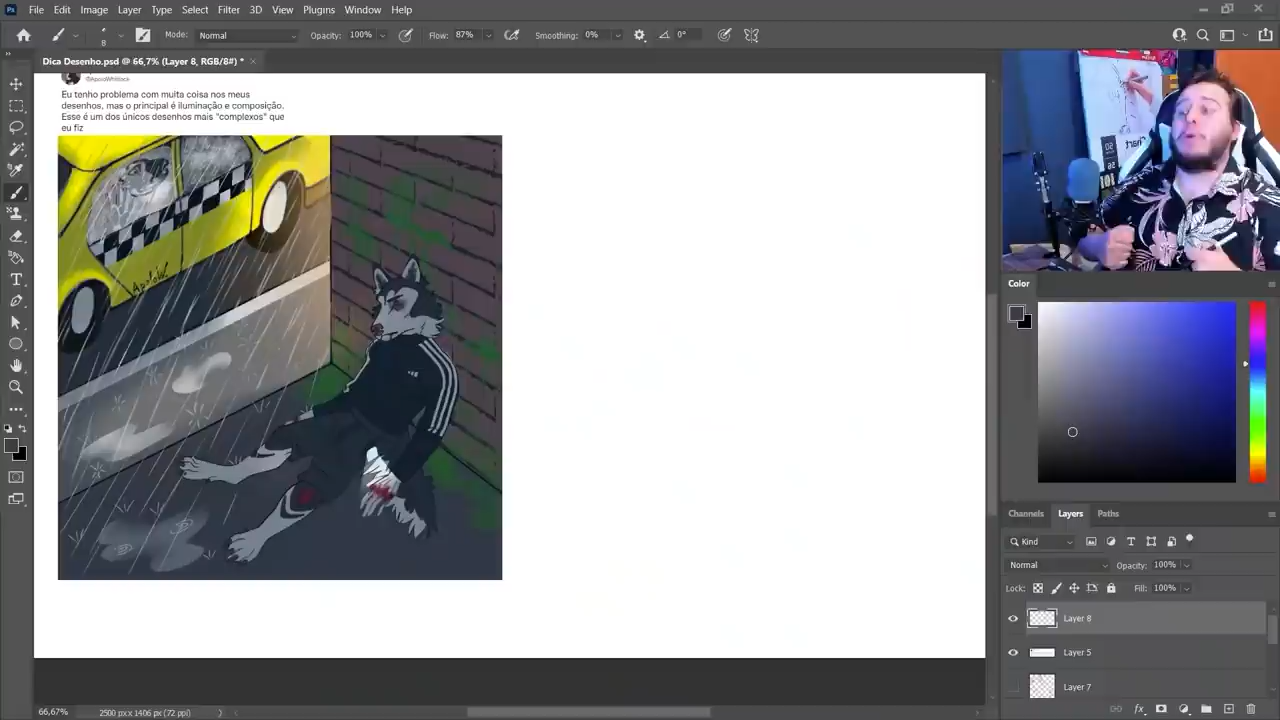 File Edit Image Layer Type Select Filter 3D View Plugins Window Help
8 Mode: Normal Opacity: 100% Flow: 87% Smoothing: 0% 0°
Dica Desenho.psd @ 66,7% (Layer 8, RGB/8#) *
Eu tenho problema com muita coisa nos meus
desenhos, mas o principal é iluminação e composição.
Esse é um dos únicos desenhos mais "complexos" que
eu fiz
Color
Channels Layers Paths
Kind
Normal Opacity: 100%
Lock: Fill: 100%
Layer 8
Layer 5
Layer 7
66,67% 2500 px x 1406 px (72 ppi)